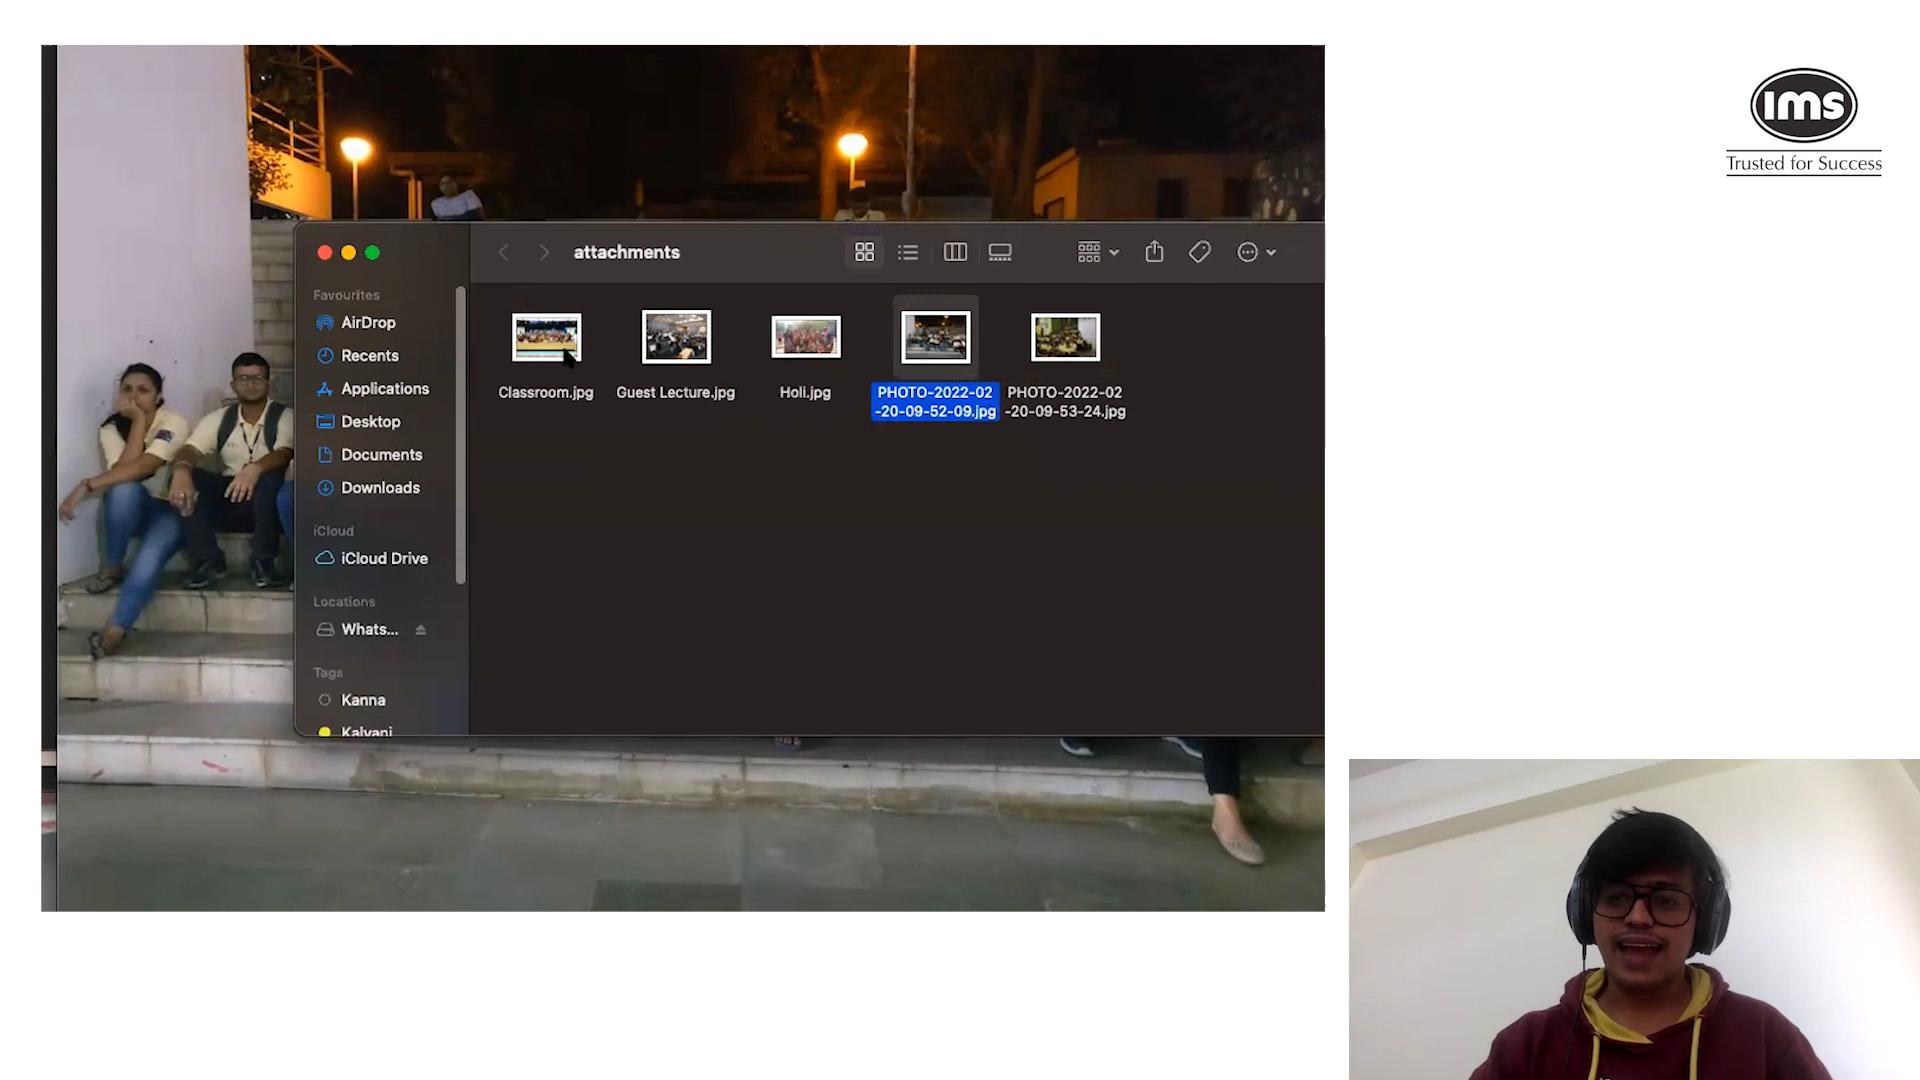 ims
Trusted for Success
attachments
Favourites
AirDrop
Recents
Applications
Desktop
Documents
Downloads
iCloud
iCloud Drive
Locations
Whats...
Tags
Kanna
Kalyani
Classroom.jpg
Guest Lecture.jpg
Holi.jpg
PHOTO-2022-02
-20-09-52-09.jpg
PHOTO-2022-02
-20-09-53-24.jpg